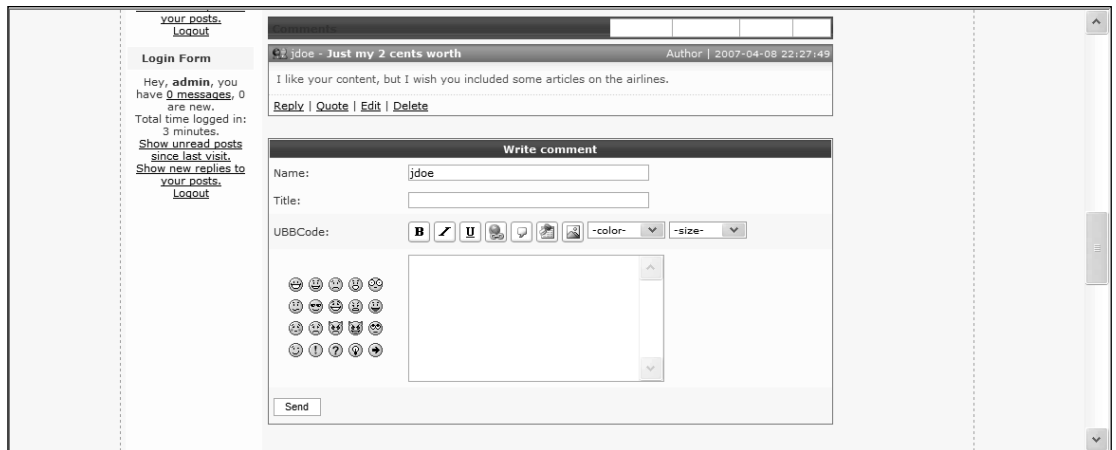 your posts.
Logout
Login Form
Hey, admin, you
have 0 messages, 0
are new.
Total time logged in:
3 minutes.
Show unread posts
since last visit.
Show new replies to
your posts.
Logout
Comments
jdoe - Just my 2 cents worth Author | 2007-04-08 22:27:49
I like your content, but I wish you included some articles on the airlines.
Reply | Quote | Edit | Delete
Write comment
Name: jdoe
Title:
UBBCode: B I U -color- -size-
Send